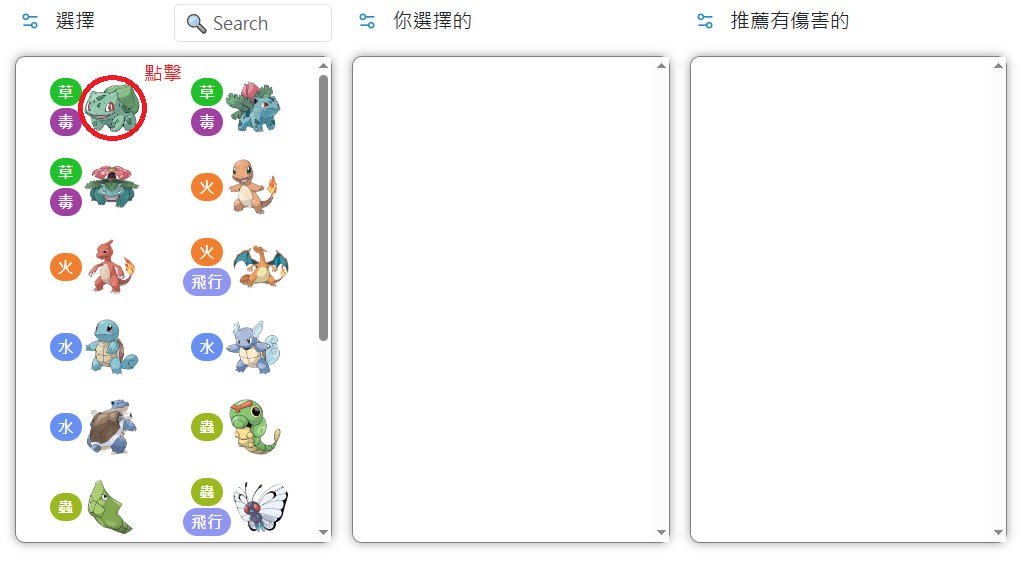 選擇
Search
你選擇的
推薦有傷害的
點擊
草
毒
草
毒
草
毒
火
火
火
飛行
水
水
水
蟲
蟲
蟲
飛行